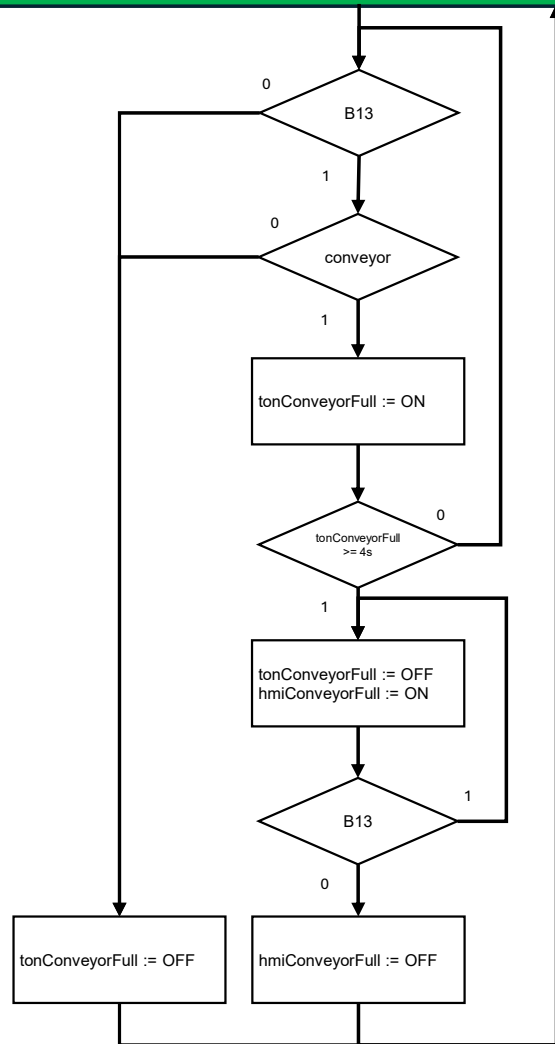 0
B13
1
0
conveyor
1
tonConveyorFull := ON
0
tonConveyorFull
>= 4s
1
tonConveyorFull := OFF
hmiConveyorFull := ON
1
B13
0
tonConveyorFull := OFF
hmiConveyorFull := OFF